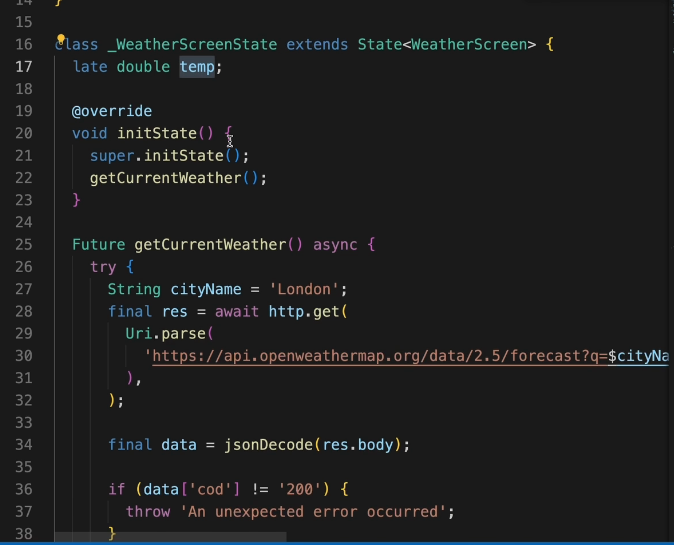 14 }
15
16 class _WeatherScreenState extends State<WeatherScreen> {
17 late double temp;
18
19 @override
20 void initState() {
21 super.initState();
22 getCurrentWeather();
23 }
24
25 Future getCurrentWeather() async {
26 try {
27 String cityName = 'London';
28 final res = await http.get(
29 Uri.parse(
30 'https://api.openweathermap.org/data/2.5/forecast?q=$cityNa
31 ),
32 );
33
34 final data = jsonDecode(res.body);
35
36 if (data['cod'] != '200') {
37 throw 'An unexpected error occurred';
38 }